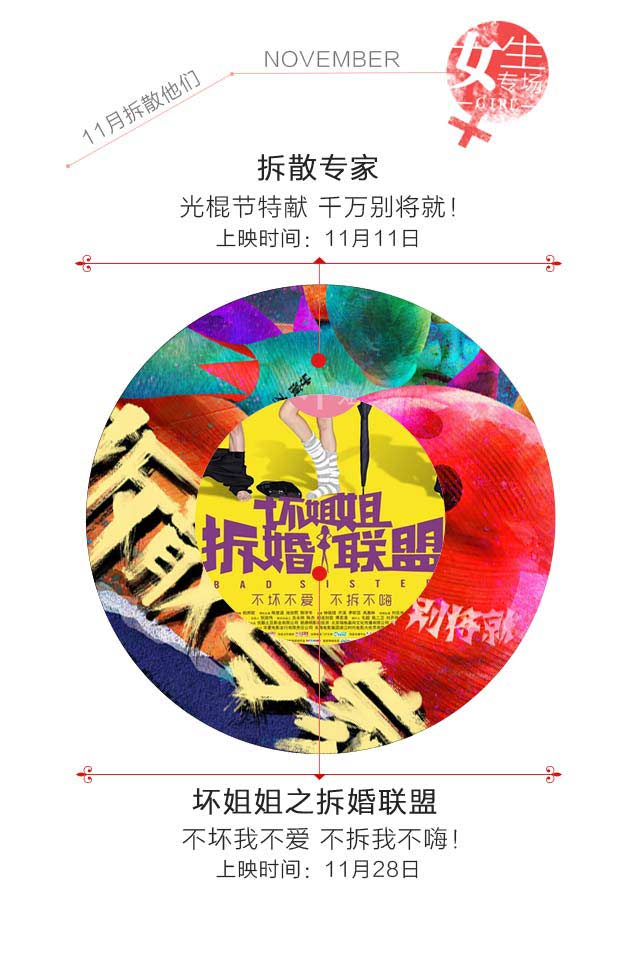 NOVEMBER
11月拆散他们
女生
专场
GIRL
拆散专家
光棍节特献 千万别将就！
上映时间：11月11日
拆散专家
别将就
坏姐姐
拆婚联盟
BAD SISTER
不坏不爱 不拆不嗨
坏姐姐之拆婚联盟
不坏我不爱 不拆我不嗨！
上映时间：11月28日